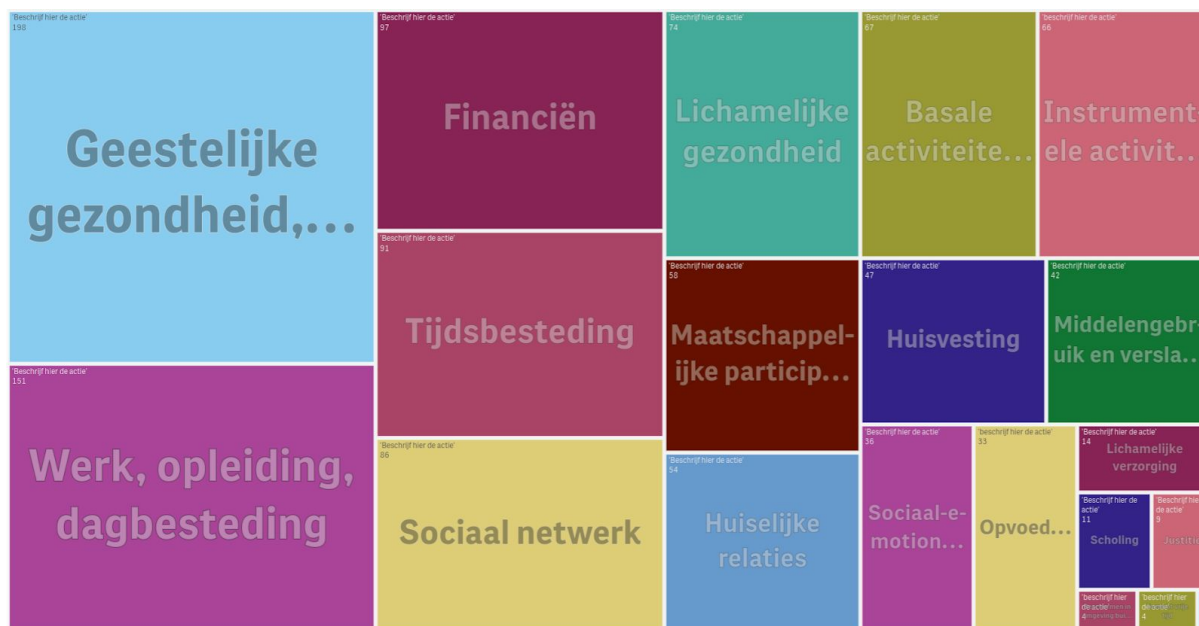 'Beschrijf hier de actie'
198
Geestelijke
gezondheid,...
'Beschrijf hier de actie'
151
Werk, opleiding,
dagbesteding
'Beschrijf hier de actie'
97
Financiën
'Beschrijf hier de actie'
91
Tijdsbesteding
'Beschrijf hier de actie'
86
Sociaal netwerk
'Beschrijf hier de actie'
74
Lichamelijke
gezondheid
'Beschrijf hier de actie'
58
Maatschappel-
ijke particip...
'Beschrijf hier de actie'
54
Huiselijke
relaties
'Beschrijf hier de actie'
67
Basale
activiteite...
'beschrijf hier de actie'
66
Instrument-
ele activit...
'Beschrijf hier de actie'
47
Huisvesting
'Beschrijf hier de actie'
42
Middelengebr-
uik en versla...
'Beschrijf hier de actie'
36
Sociaal-e-
motion...
'beschrijf hier de actie'
33
Opvoed...
'Beschrijf hier de actie'
14
Lichamelijke
verzorging
'Beschrijf hier de
actie'
11
Scholing
'Beschrijf hier
de actie'
9
Justitie
'beschrijf hier
de actie'
4
'beschrijf hier
de actie'
4